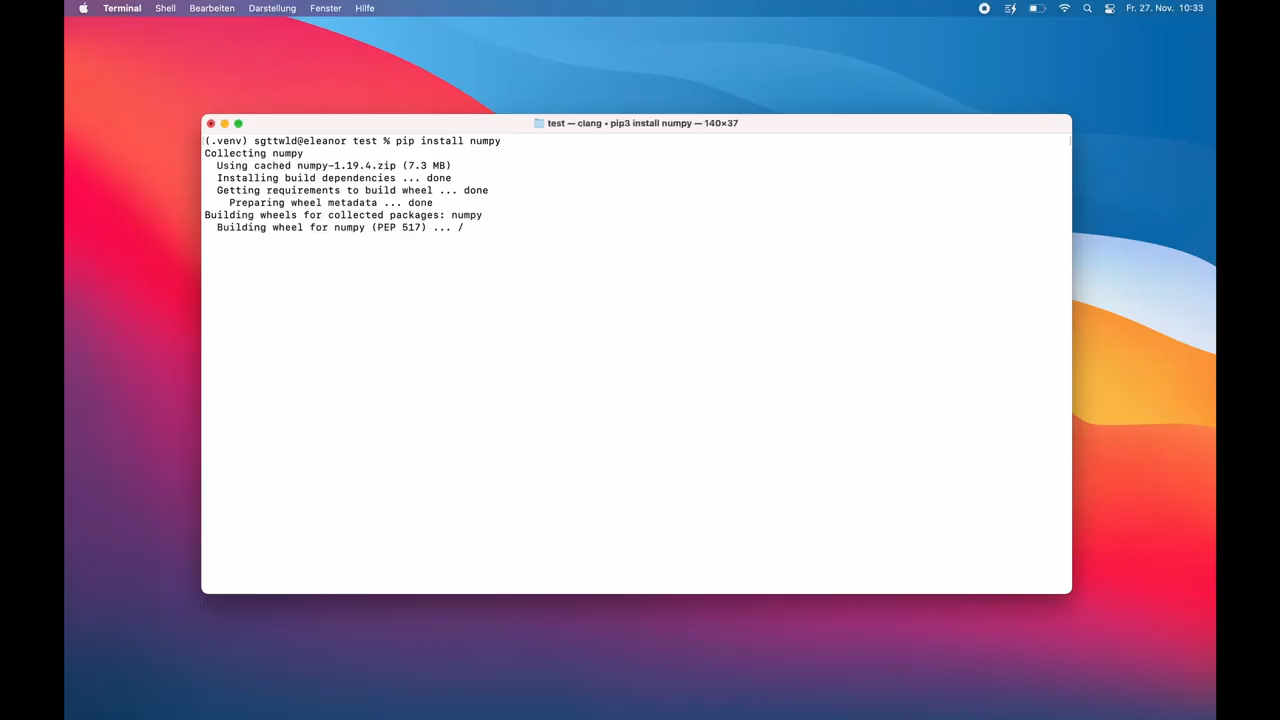 Terminal Shell Bearbeiten Darstellung Fenster Hilfe Fr. 27. Nov. 10:33
test — clang ◂ pip3 install numpy — 140×37
(.venv) sgttwld@eleanor test % pip install numpy
Collecting numpy
Using cached numpy-1.19.4.zip (7.3 MB)
Installing build dependencies ... done
Getting requirements to build wheel ... done
Preparing wheel metadata ... done
Building wheels for collected packages: numpy
Building wheel for numpy (PEP 517) ... /